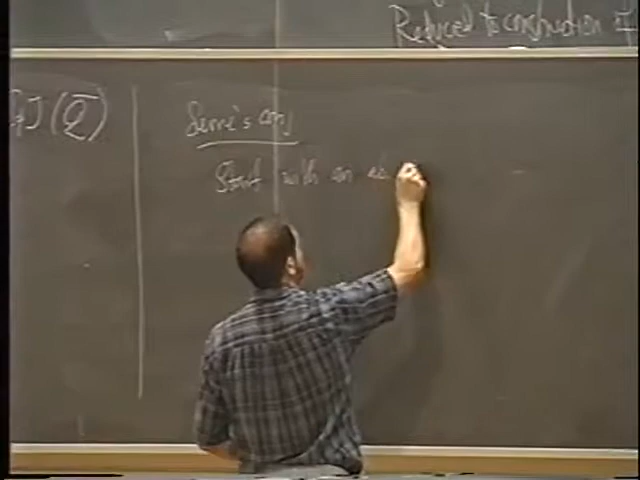 Reduced to construction of
J(Q̄)
Serre's conj
Start with an